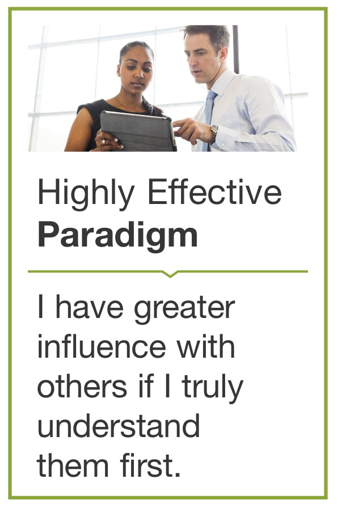 Highly Effective
Paradigm
I have greater
influence with
others if I truly
understand
them first.